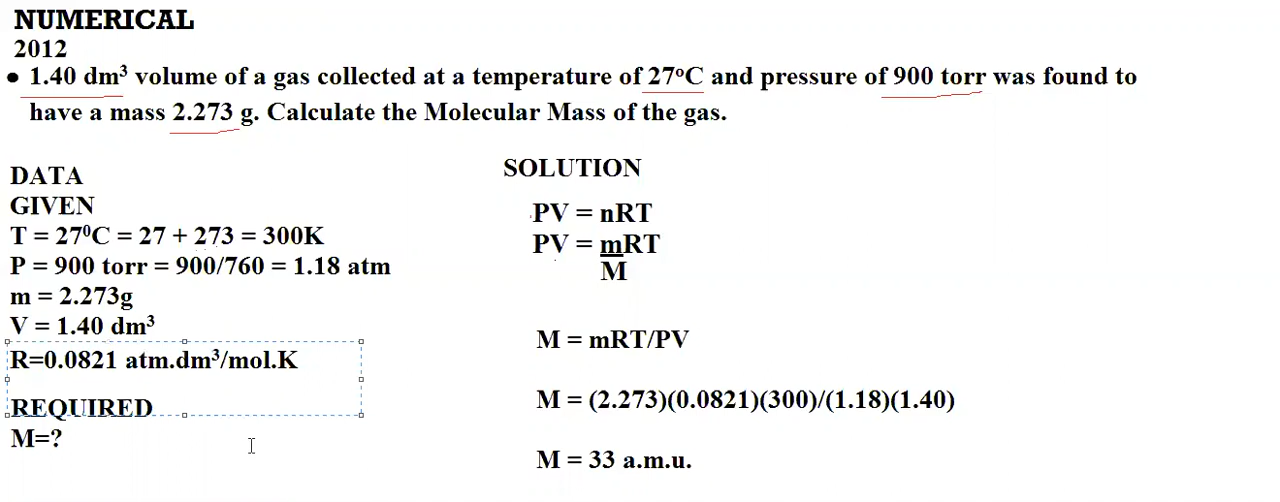 NUMERICAL
2012
• 1.40 dm³ volume of a gas collected at a temperature of 27⁰C and pressure of 900 torr was found to
have a mass 2.273 g. Calculate the Molecular Mass of the gas.
DATA
GIVEN
T = 27⁰C = 27 + 273 = 300K
P = 900 torr = 900/760 = 1.18 atm
m = 2.273g
V = 1.40 dm³
R=0.0821 atm.dm³/mol.K
REQUIRED
M=?
SOLUTION
PV = nRT
PV = mRT
M
M = mRT/PV
M = (2.273)(0.0821)(300)/(1.18)(1.40)
M = 33 a.m.u.